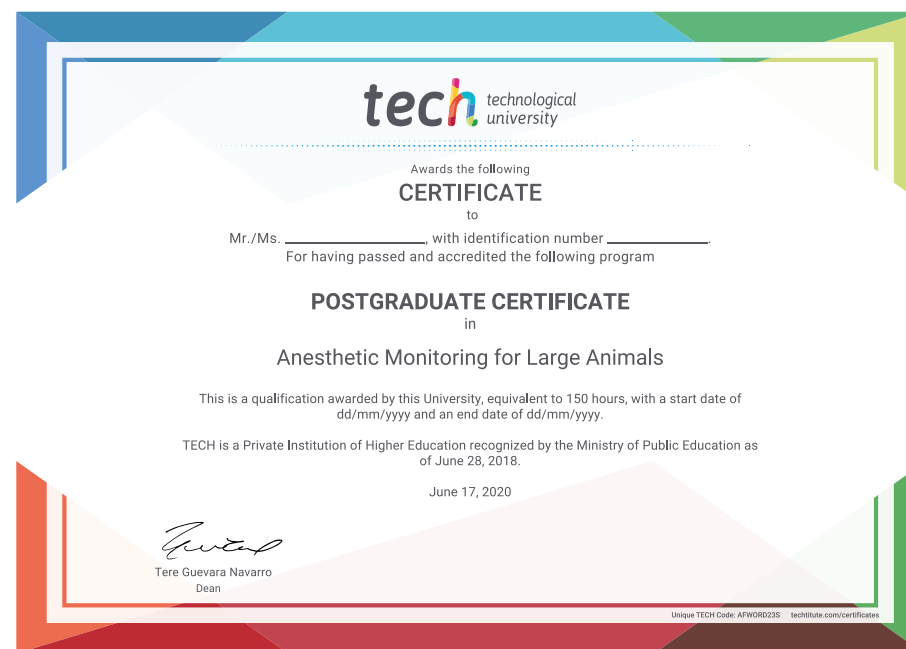 tech technological
university
Awards the following
CERTIFICATE
to
Mr./Ms. ____________________, with identification number ______________.
For having passed and accredited the following program
POSTGRADUATE CERTIFICATE
in
Anesthetic Monitoring for Large Animals
This is a qualification awarded by this University, equivalent to 150 hours, with a start date of
dd/mm/yyyy and an end date of dd/mm/yyyy.
TECH is a Private Institution of Higher Education recognized by the Ministry of Public Education as
of June 28, 2018.
June 17, 2020
Tere Guevara Navarro
Dean
Unique TECH Code: AFWORD23S techtitute.com/certificates